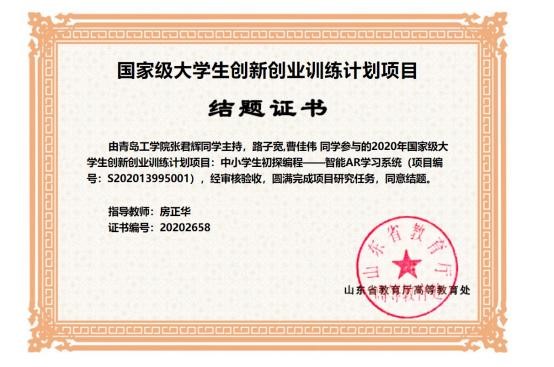 国家级大学生创新创业训练计划项目
结题证书
由青岛工学院张君辉同学主持，路子宽,曹佳伟 同学参与的2020年国家级大
学生创新创业训练计划项目：中小学生初探编程——智能AR学习系统（项目编
号：S202013995001），经审核验收，圆满完成项目研究任务，同意结题。
指导教师：房正华
证书编号：20202658
山东省教育厅
山东省教育厅高等教育处
高等教育处